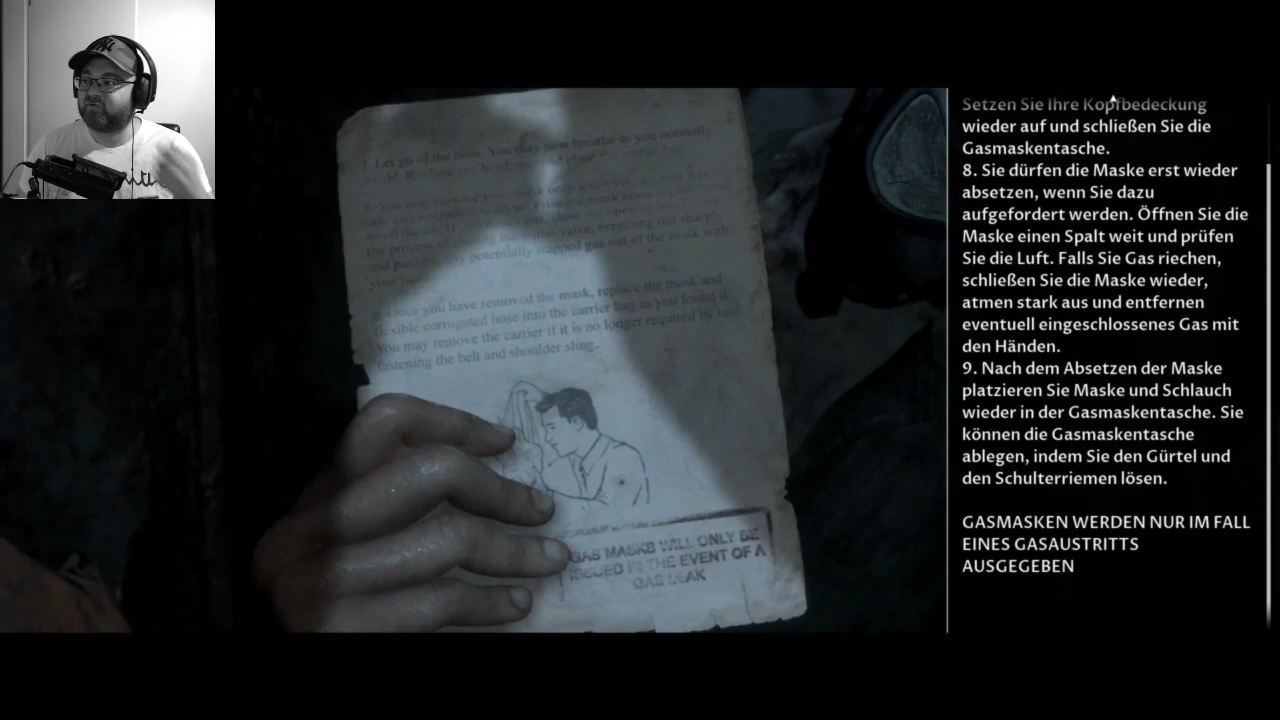 7. Let go of the hose. You may now breathe as you normally
You may remove
your
Once you have removed the mask, replace the mask and
flexible corrugated hose into the carrier bag as you found it.
You may remove the carrier if it is no longer required by un-
fastening the belt and shoulder sling.
GAS MASKS WILL ONLY BE
ISSUED IN THE EVENT OF A
GAS LEAK
Setzen Sie Ihre Kopfbedeckung
wieder auf und schließen Sie die
Gasmaskentasche.
8. Sie dürfen die Maske erst wieder
absetzen, wenn Sie dazu
aufgefordert werden. Öffnen Sie die
Maske einen Spalt weit und prüfen
Sie die Luft. Falls Sie Gas riechen,
schließen Sie die Maske wieder,
atmen stark aus und entfernen
eventuell eingeschlossenes Gas mit
den Händen.
9. Nach dem Absetzen der Maske
platzieren Sie Maske und Schlauch
wieder in der Gasmaskentasche. Sie
können die Gasmaskentasche
ablegen, indem Sie den Gürtel und
den Schulterriemen lösen.
GASMASKEN WERDEN NUR IM FALL
EINES GASAUSTRITTS
AUSGEGEBEN